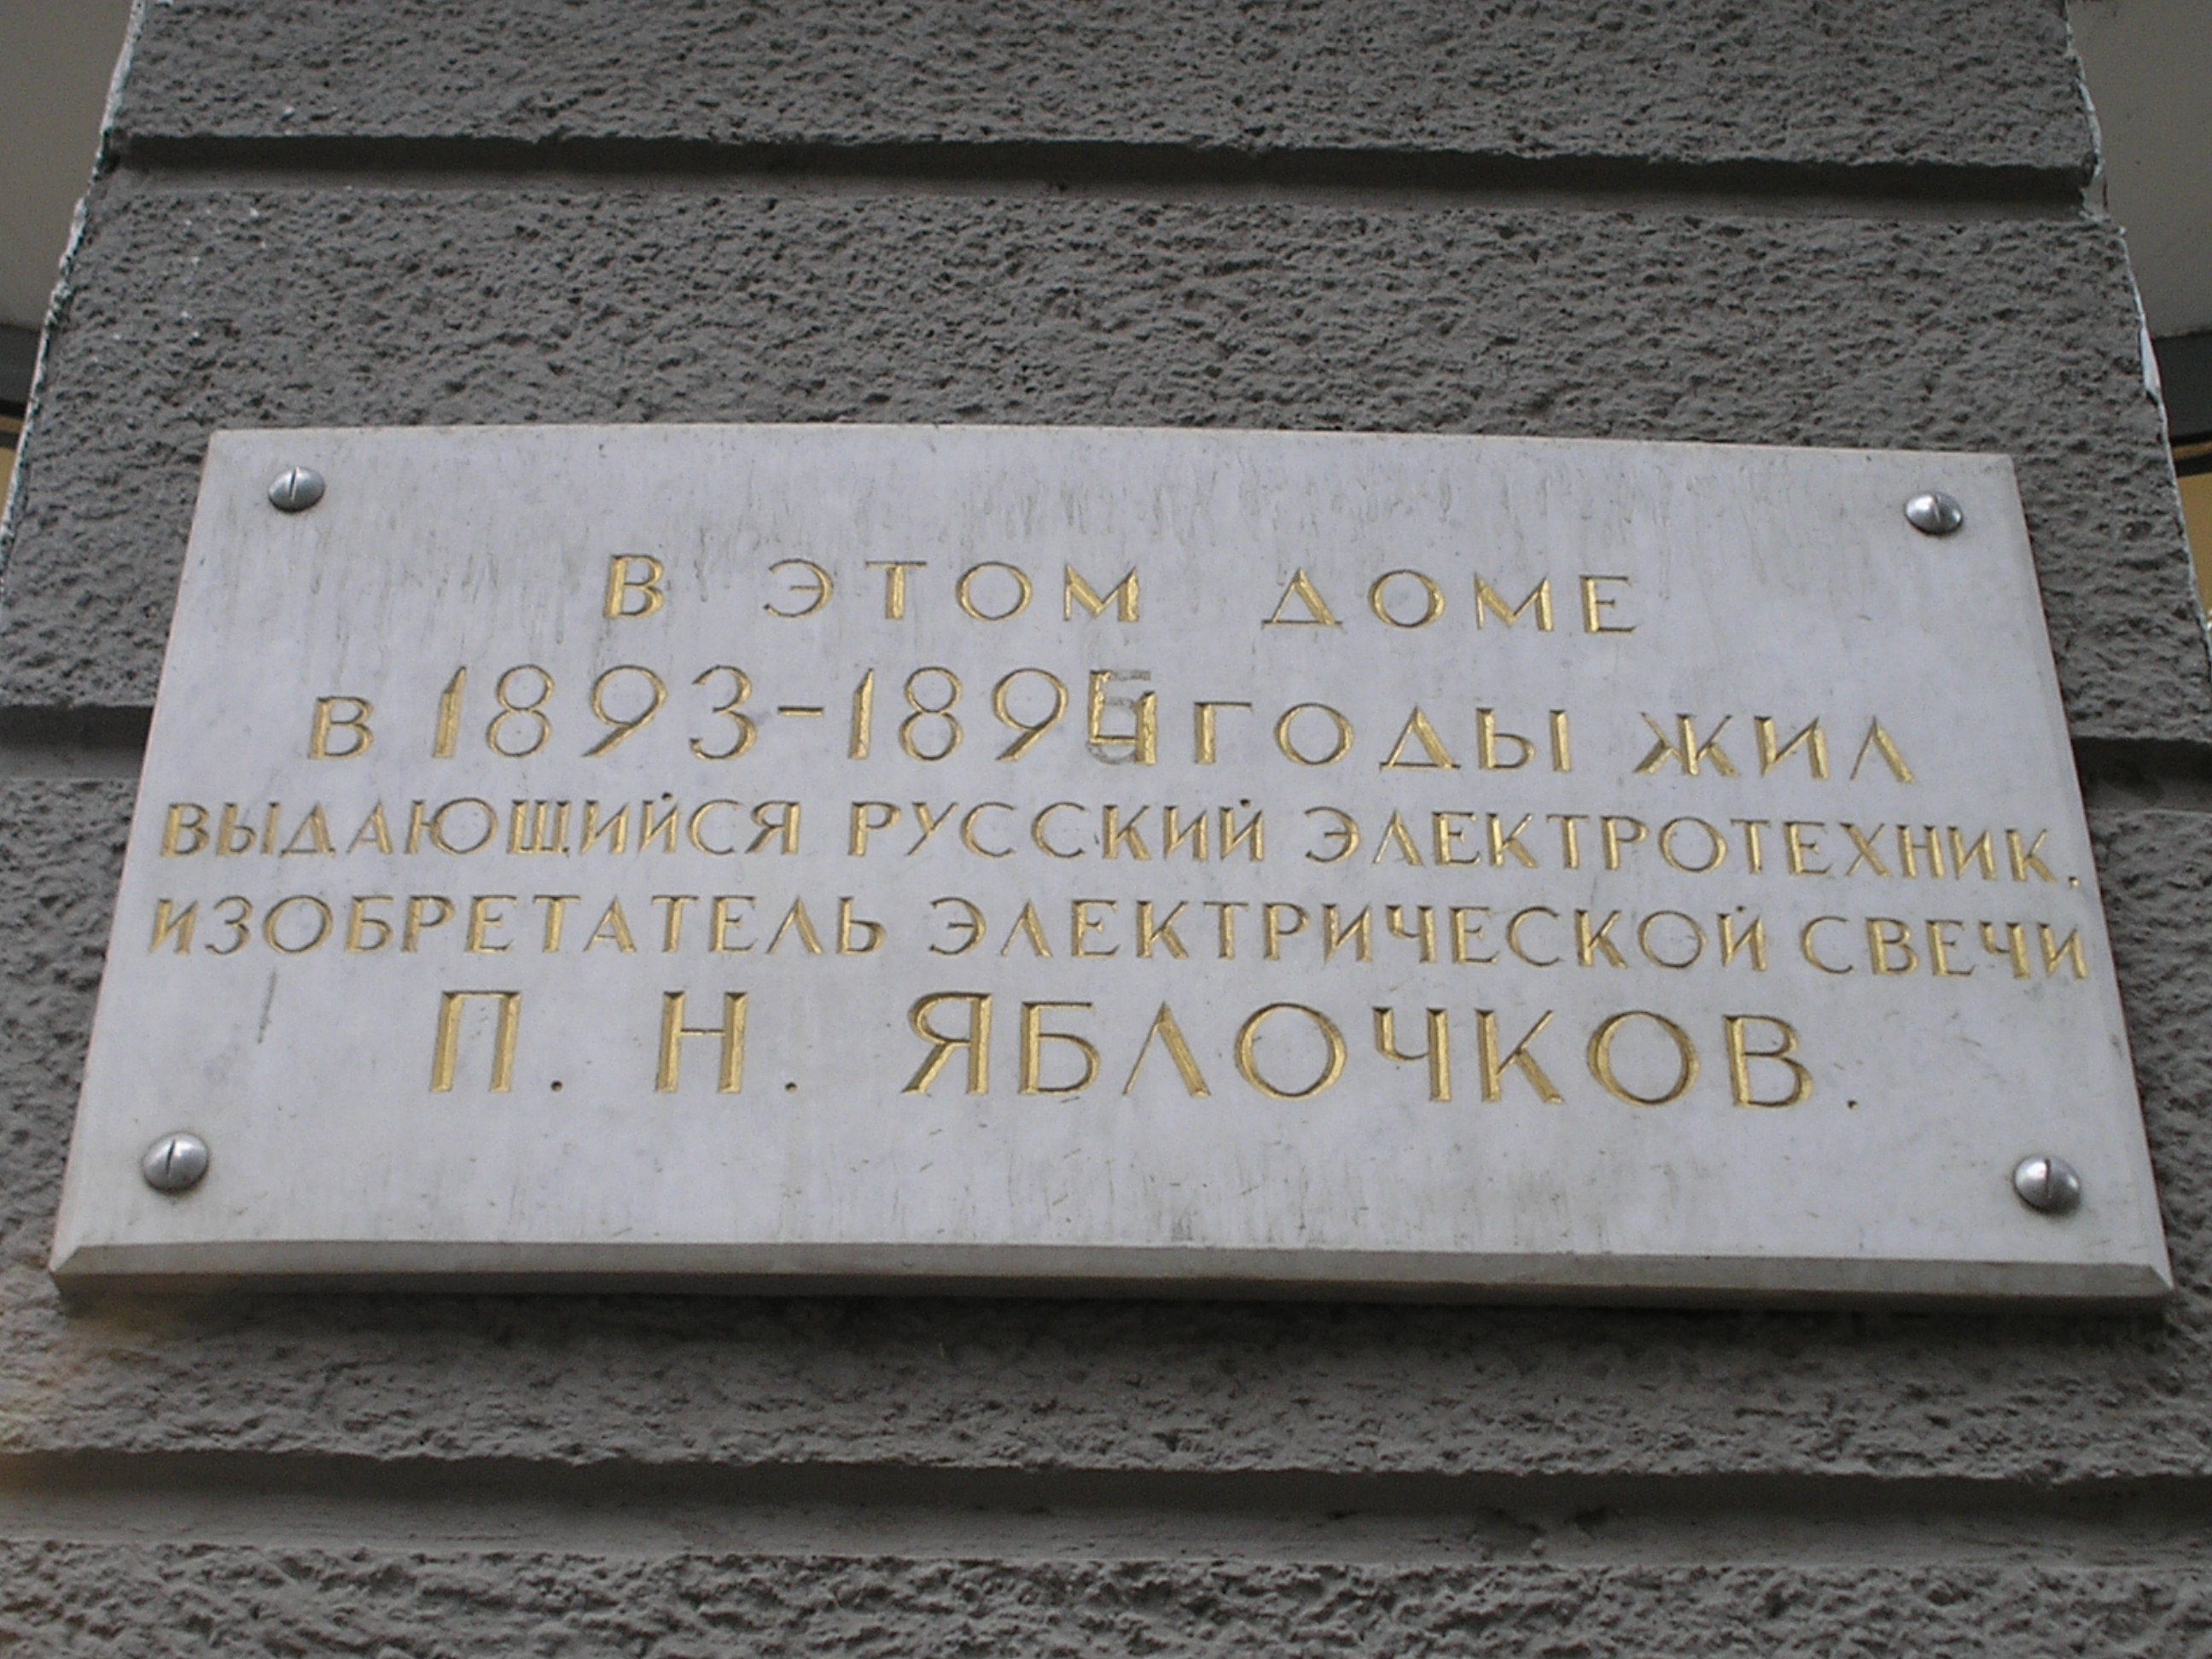 В ЭТОМ ДОМЕ
В 1893-1894 ГОДЫ ЖИЛ
ВЫДАЮЩИЙСЯ РУССКИЙ ЭЛЕКТРОТЕХНИК.
ИЗОБРЕТАТЕЛЬ ЭЛЕКТРИЧЕСКОЙ СВЕЧИ
П. Н. ЯБЛОЧКОВ.